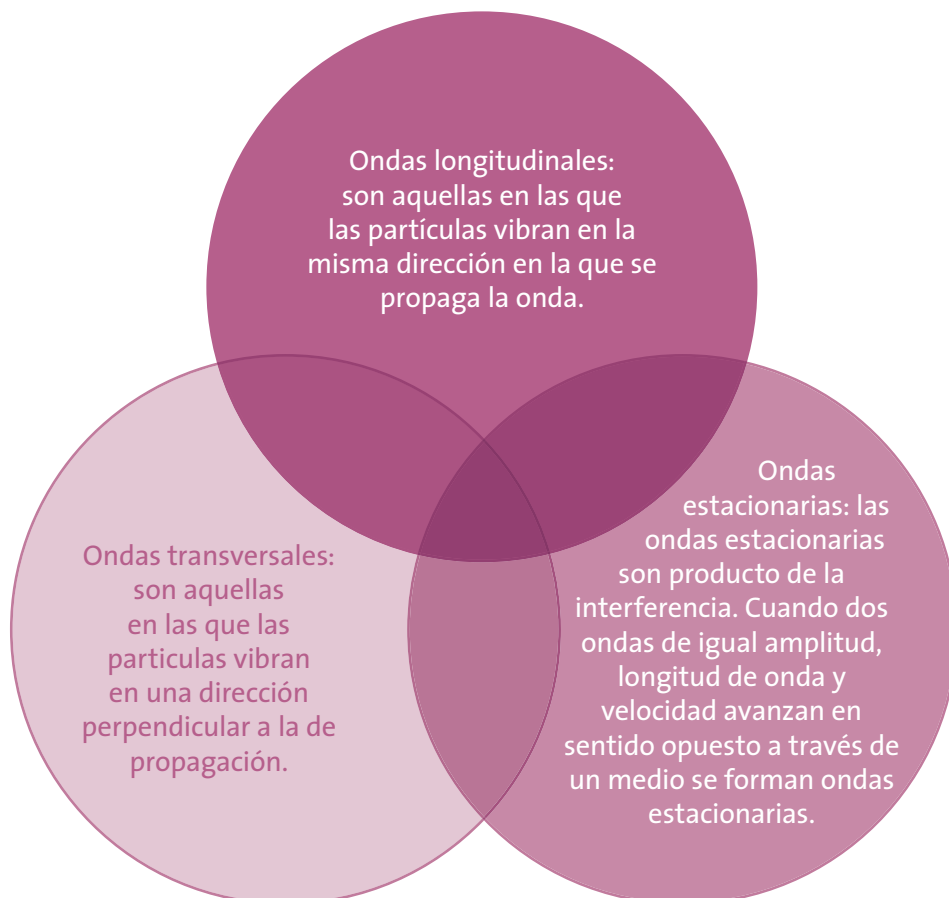 Ondas longitudinales:
son aquellas en las que
las partículas vibran en la
misma dirección en la que se
propaga la onda.
Ondas transversales:
son aquellas
en las que las
particulas vibran
en una dirección
perpendicular a la de
propagación.
Ondas
estacionarias: las
ondas estacionarias
son producto de la
interferencia. Cuando dos
ondas de igual amplitud,
longitud de onda y
velocidad avanzan en
sentido opuesto a través de
un medio se forman ondas
estacionarias.